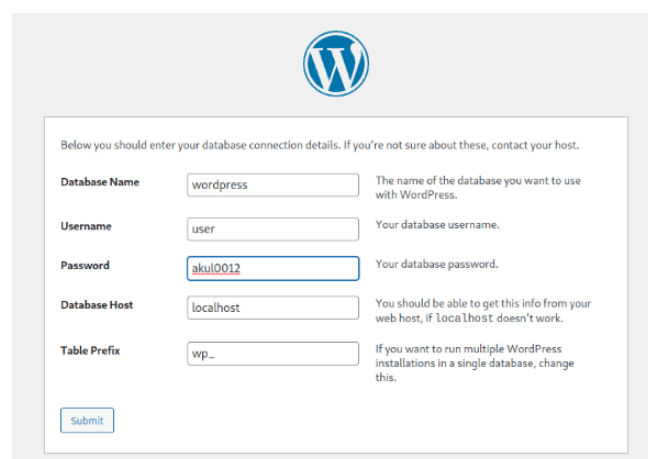 Below you should enter your database connection details. If you're not sure about these, contact your host.
Database Name
wordpress
The name of the database you want to use
with WordPress.
Username
user
Your database username.
Password
akul0012
Your database password.
Database Host
localhost
You should be able to get this info from your
web host, if localhost doesn't work.
Table Prefix
wp_
If you want to run multiple WordPress
installations in a single database, change
this.
Submit